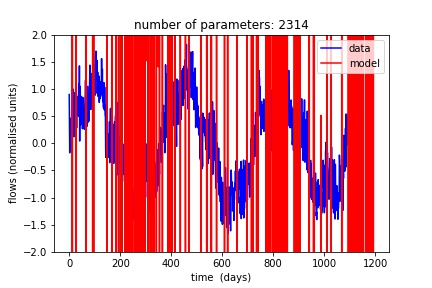 number of parameters: 2314
data
model
flows (normalised units)
2.0
1.5
1.0
0.5
0.0
−0.5
−1.0
−1.5
−2.0
0 200 400 600 800 1000 1200
time (days)